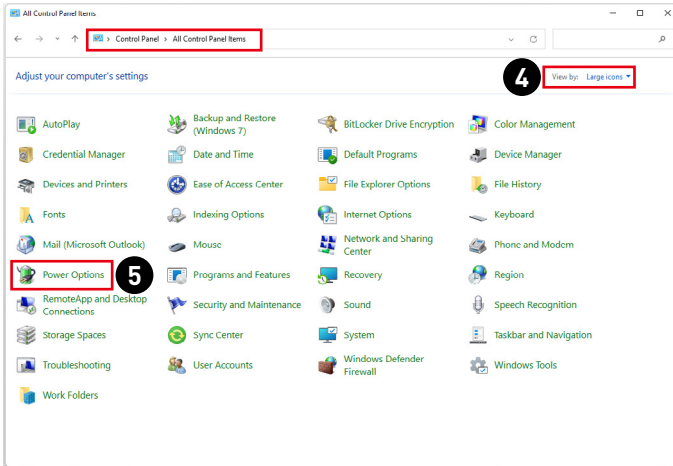 All Control Panel Items
Control Panel > All Control Panel Items
Adjust your computer's settings
4
View by: Large icons
AutoPlay
Backup and Restore
(Windows 7)
BitLocker Drive Encryption
Color Management
Credential Manager
Date and Time
Default Programs
Device Manager
Devices and Printers
Ease of Access Center
File Explorer Options
File History
Fonts
Indexing Options
Internet Options
Keyboard
Mail (Microsoft Outlook)
Mouse
Network and Sharing
Center
Phone and Modem
Power Options
5
Programs and Features
Recovery
Region
RemoteApp and Desktop
Connections
Security and Maintenance
Sound
Speech Recognition
Storage Spaces
Sync Center
System
Taskbar and Navigation
Troubleshooting
User Accounts
Windows Defender
Firewall
Windows Tools
Work Folders